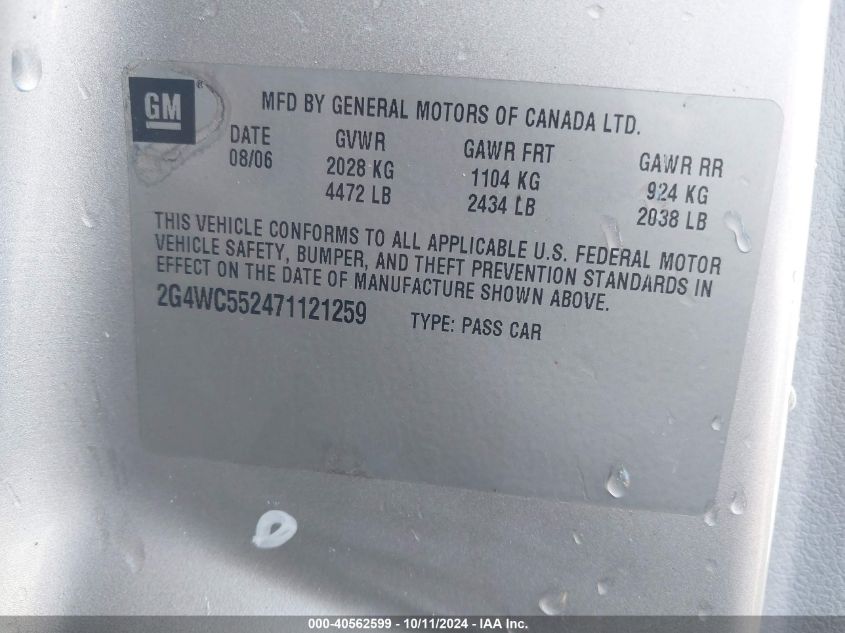 GM ®
MFD BY GENERAL MOTORS OF CANADA LTD.
DATE GVWR GAWR FRT GAWR RR
08/06 2028 KG 1104 KG 924 KG
4472 LB 2434 LB 2038 LB
THIS VEHICLE CONFORMS TO ALL APPLICABLE U.S. FEDERAL MOTOR
VEHICLE SAFETY, BUMPER, AND THEFT PREVENTION STANDARDS IN
EFFECT ON THE DATE OF MANUFACTURE SHOWN ABOVE.
2G4WC552471121259 TYPE: PASS CAR
000-40562599 - 10/11/2024 - IAA Inc.